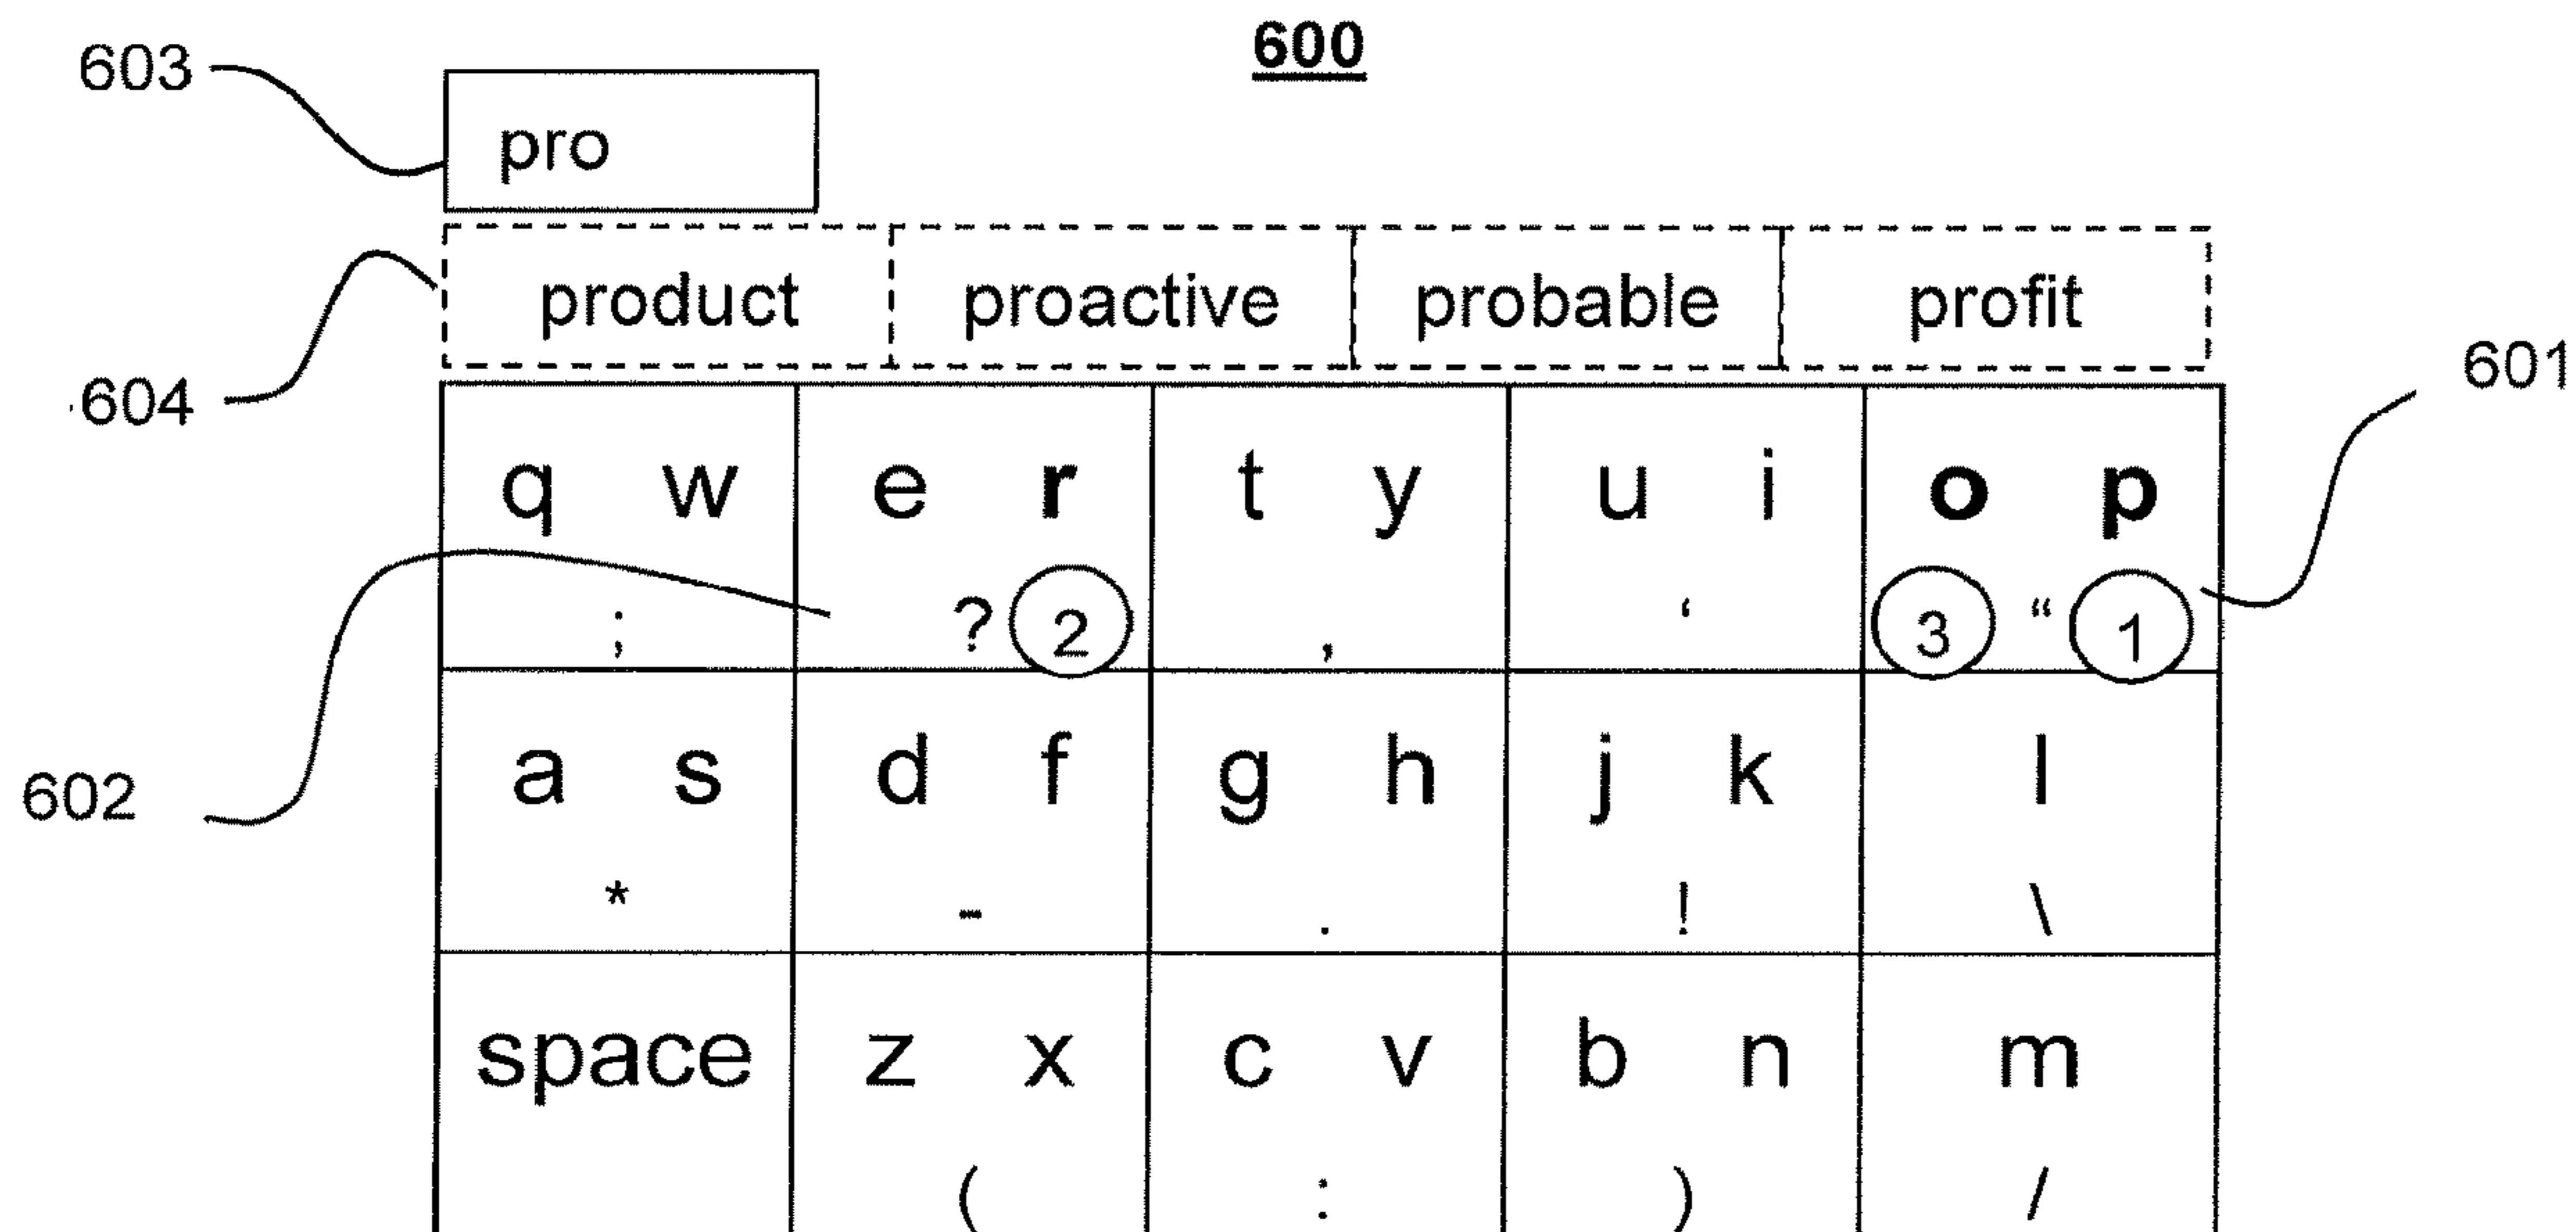 600
603
pro
product proactive probable profit
604
601
q w e r t y u i o p
; ? 2 , ‘ 3 “ 1
a s d f g h j k l
602
* - . ! \
space z x c v b n m
( : ) /